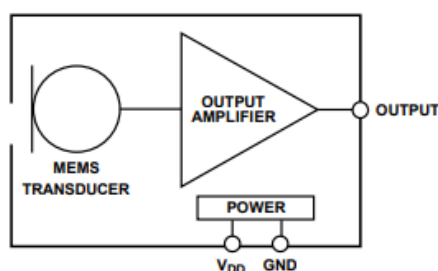 OUTPUT
AMPLIFIER
OUTPUT
MEMS
TRANSDUCER
POWER
VDD GND